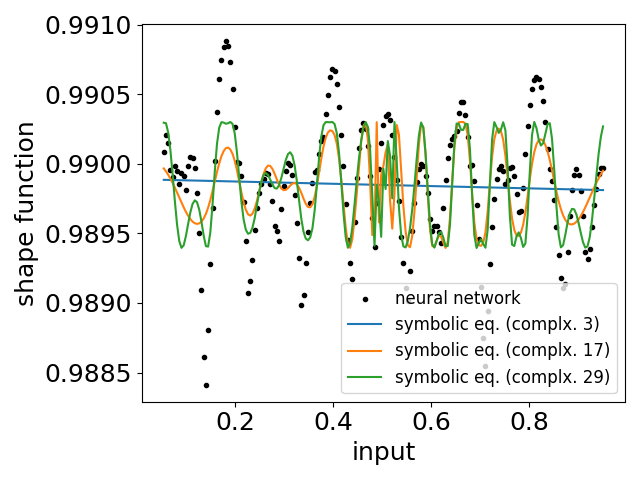 0.9910
0.9905
0.9900
0.9895
0.9890
0.9885
shape function
neural network
symbolic eq. (complx. 3)
symbolic eq. (complx. 17)
symbolic eq. (complx. 29)
0.2 0.4 0.6 0.8
input